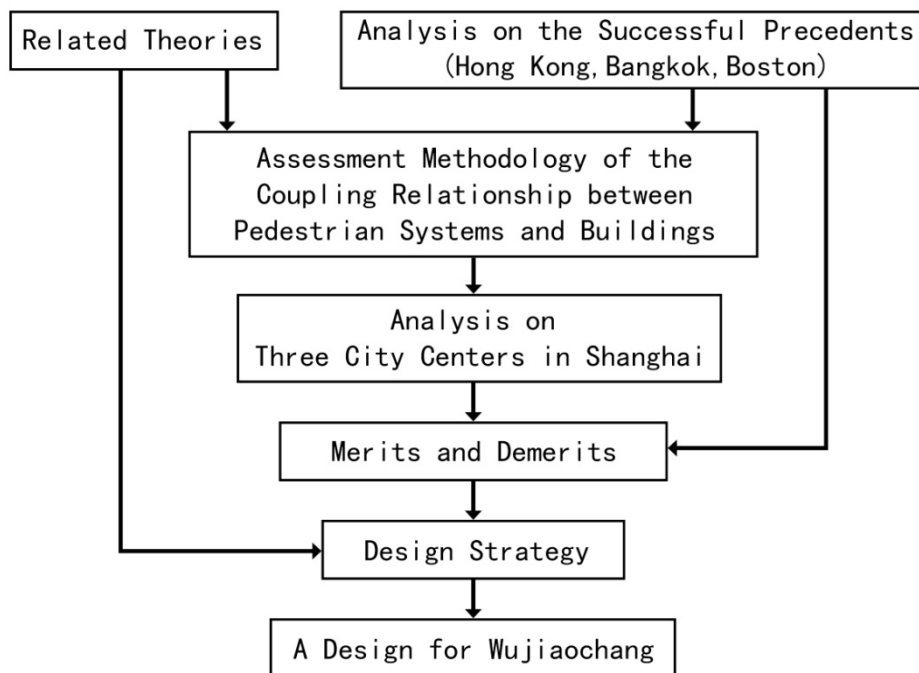 Related Theories
Analysis on the Successful Precedents
(Hong Kong,Bangkok,Boston)
Assessment Methodology of the
Coupling Relationship between
Pedestrian Systems and Buildings
Analysis on
Three City Centers in Shanghai
Merits and Demerits
Design Strategy
A Design for Wujiaochang